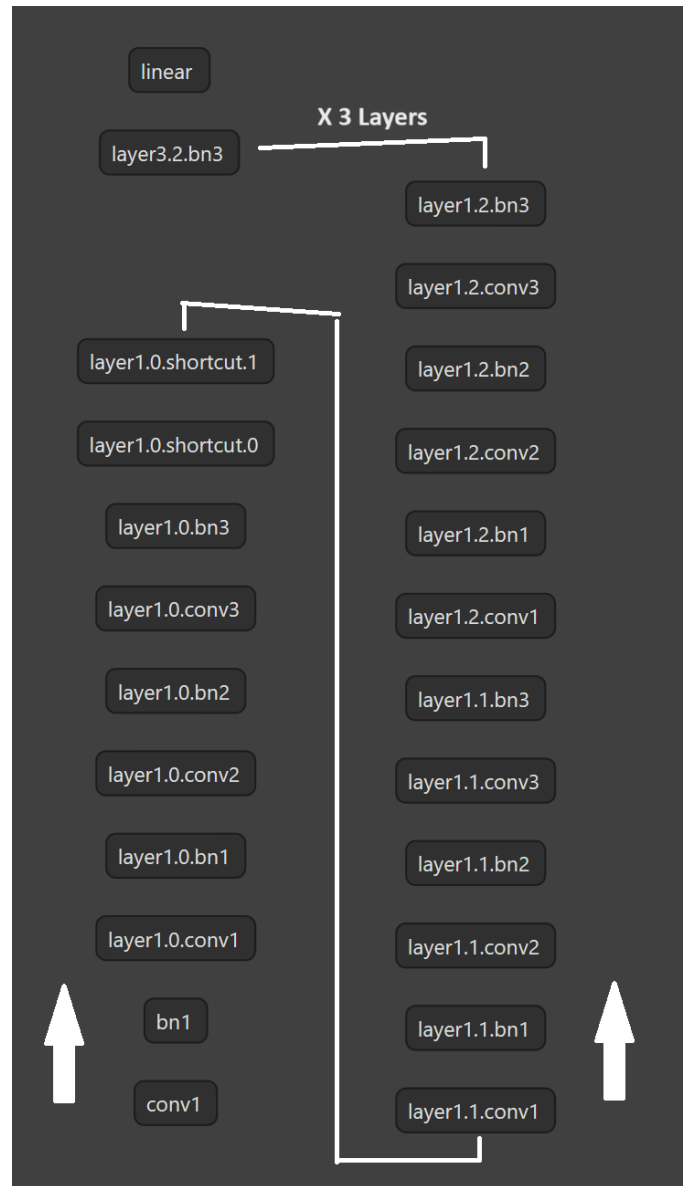 linear
layer3.2.bn3
X 3 Layers
layer1.0.shortcut.1
layer1.0.shortcut.0
layer1.0.bn3
layer1.0.conv3
layer1.0.bn2
layer1.0.conv2
layer1.0.bn1
layer1.0.conv1
bn1
conv1
layer1.2.bn3
layer1.2.conv3
layer1.2.bn2
layer1.2.conv2
layer1.2.bn1
layer1.2.conv1
layer1.1.bn3
layer1.1.conv3
layer1.1.bn2
layer1.1.conv2
layer1.1.bn1
layer1.1.conv1